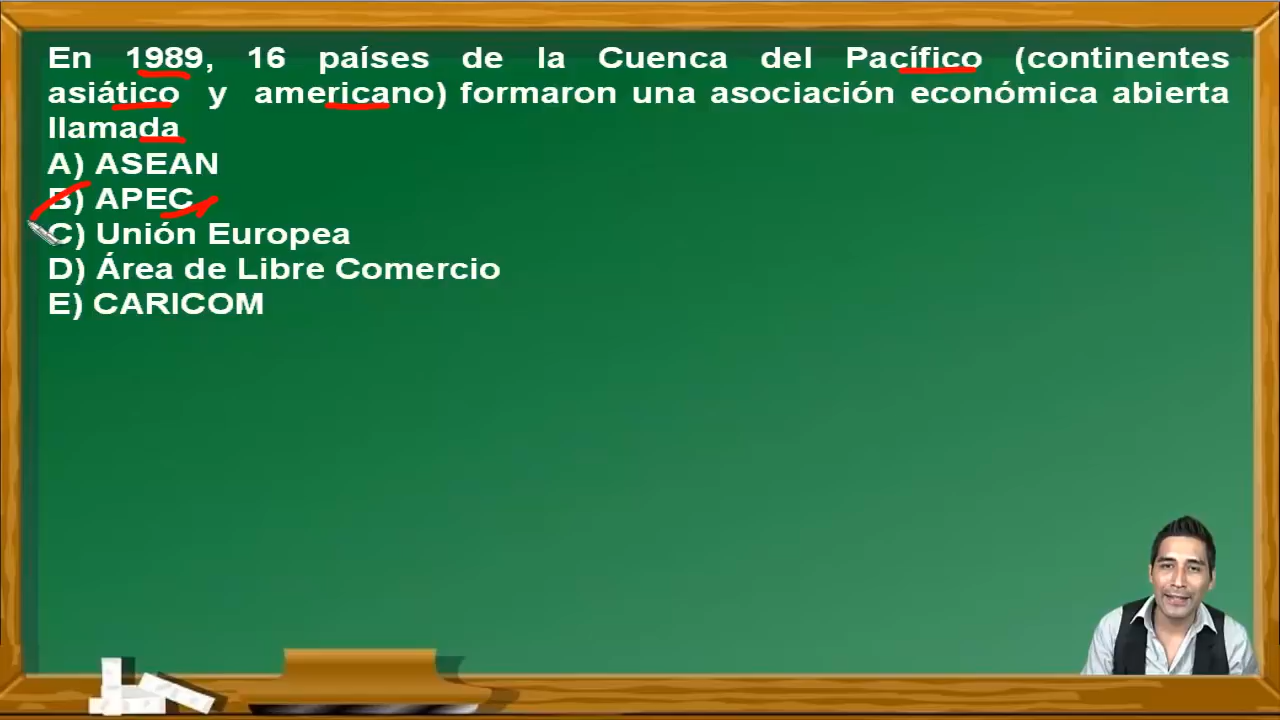 En 1989, 16 países de la Cuenca del Pacífico (continentes
asiático y americano) formaron una asociación económica abierta
llamada
A) ASEAN
B) APEC
C) Unión Europea
D) Área de Libre Comercio
E) CARICOM